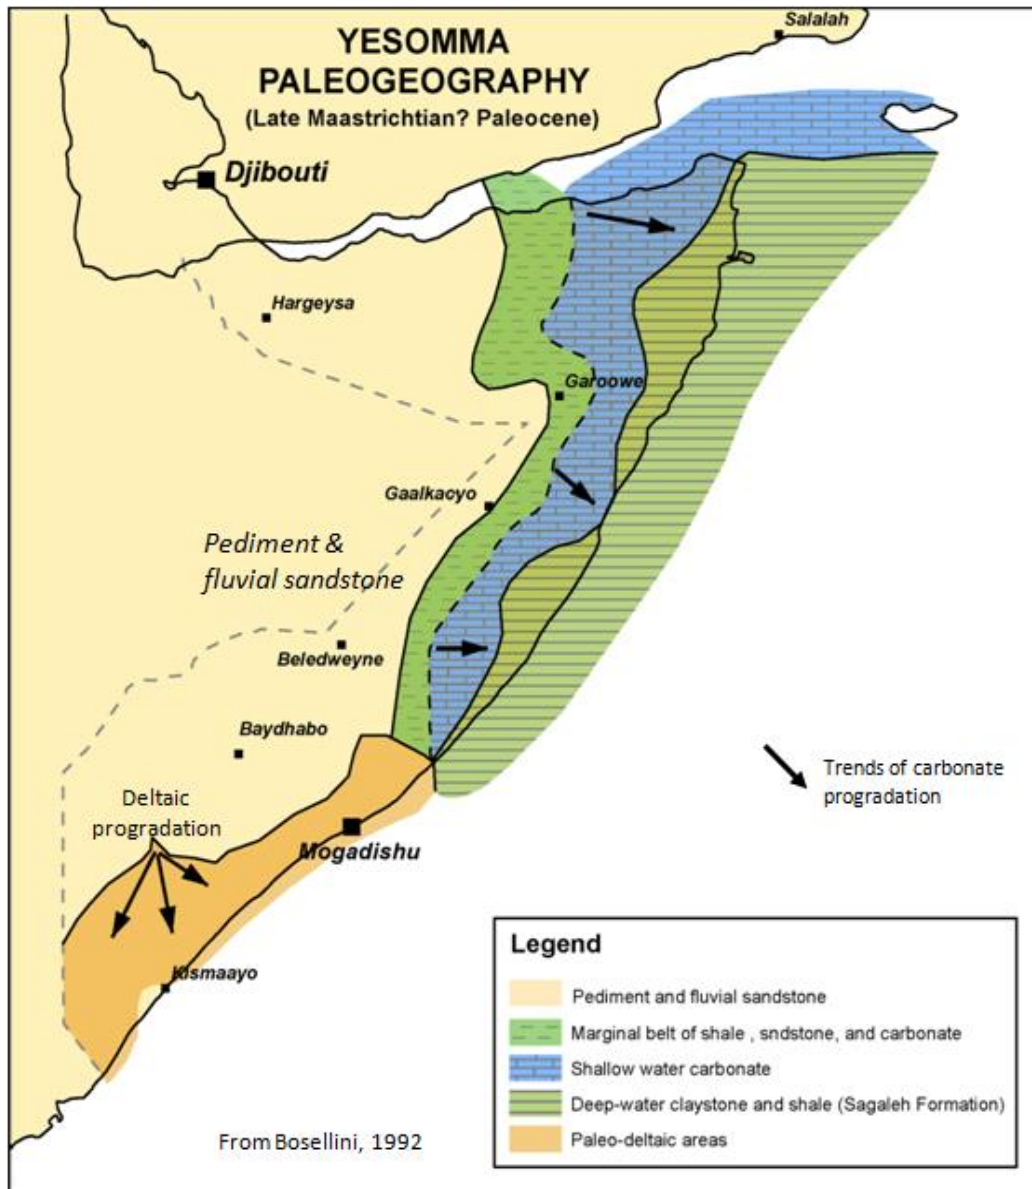 YESOMMA
PALEOGEOGRAPHY
(Late Maastrichtian? Paleocene)
Salalah
Djibouti
Hargeysa
Garoowe
Gaalkacyo
Pediment &
fluvial sandstone
Beledweyne
Baydhabo
Deltaic
progradation
Mogadishu
Kismaayo
Trends of carbonate
progradation
Legend
Pediment and fluvial sandstone
Marginal belt of shale , sndstone, and carbonate
Shallow water carbonate
Deep-water claystone and shale (Sagaleh Formation)
Paleo-deltaic areas
From Bosellini, 1992